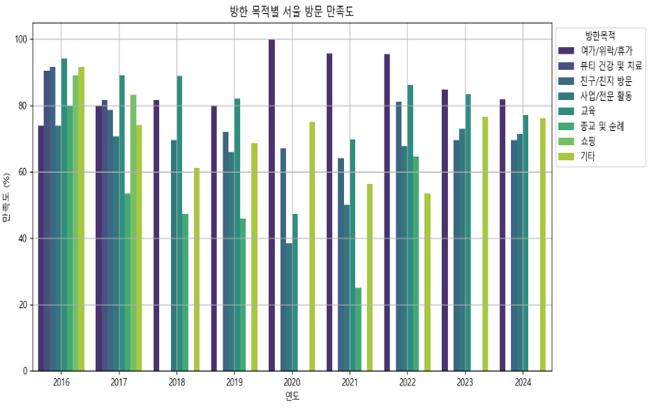 방한 목적별 서울 방문 만족도
방한목적
여가/위락/휴가
뷰티 건강 및 치료
친구/친지 방문
사업/전문 활동
교육
종교 및 순례
쇼핑
기타
만족도 (%)
100
80
60
40
20
0
2016 2017 2018 2019 2020 2021 2022 2023 2024
연도